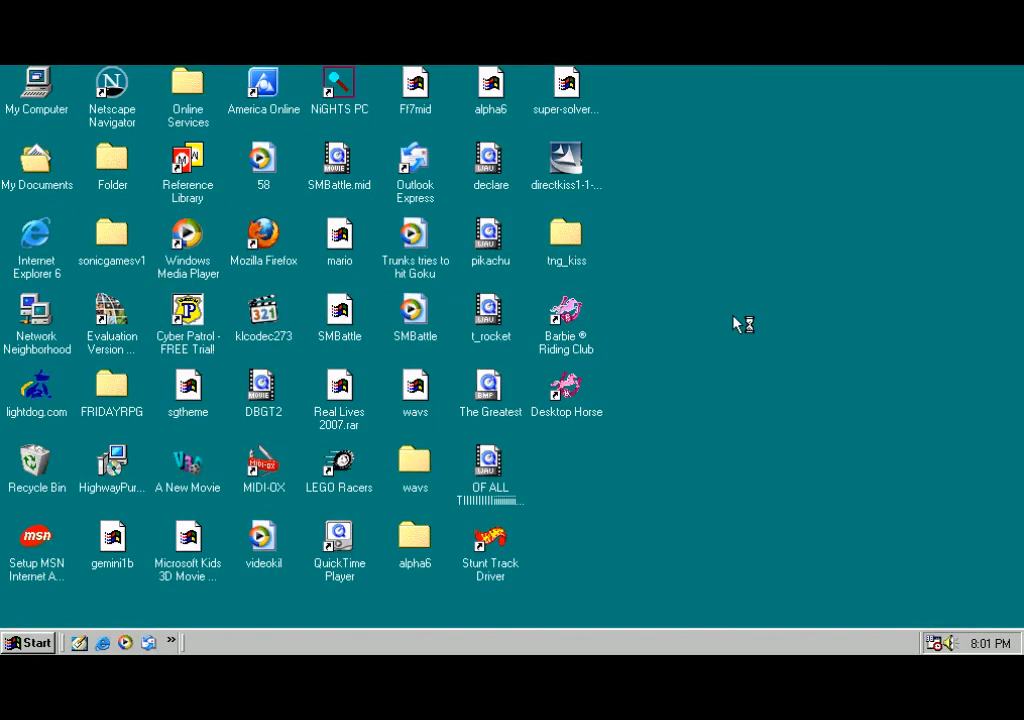 My Computer
Netscape
Navigator
Online
Services
America Online
NiGHTS PC
Ff7mid
alpha6
super-solver...
My Documents
Folder
Reference
Library
58
SMBattle.mid
Outlook
Express
declare
directkiss1-1-...
Internet
Explorer 6
sonicgamesv1
Windows
Media Player
Mozilla Firefox
mario
Trunks tries to
hit Goku
pikachu
tng_kiss
Network
Neighborhood
Evaluation
Version ...
Cyber Patrol -
FREE Trial!
klcodec273
SMBattle
SMBattle
t_rocket
Barbie ®
Riding Club
lightdog.com
FRIDAYRPG
sgtheme
DBGT2
Real Lives
2007.rar
wavs
The Greatest
Desktop Horse
Recycle Bin
HighwayPur...
A New Movie
MIDI-OX
LEGO Racers
wavs
OF ALL
Setup MSN
Internet A...
gemini1b
Microsoft Kids
3D Movie ...
videokil
QuickTime
Player
alpha6
Stunt Track
Driver
Start
8:01 PM